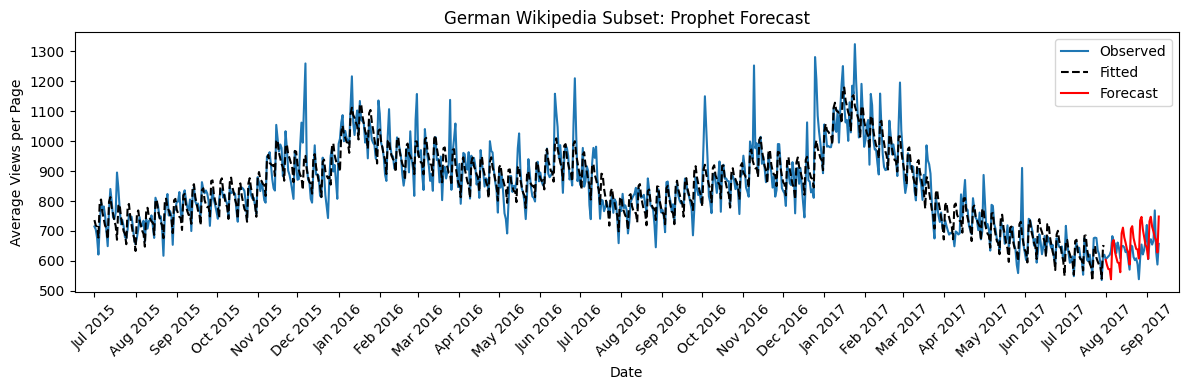 German Wikipedia Subset: Prophet Forecast
Average Views per Page
1300
1200
1100
1000
900
800
700
600
500
Observed
Fitted
Forecast
Jul 2015
Aug 2015
Sep 2015
Oct 2015
Nov 2015
Dec 2015
Jan 2016
Feb 2016
Mar 2016
Apr 2016
May 2016
Jun 2016
Jul 2016
Aug 2016
Sep 2016
Oct 2016
Nov 2016
Dec 2016
Jan 2017
Feb 2017
Mar 2017
Apr 2017
May 2017
Jun 2017
Jul 2017
Aug 2017
Sep 2017
Date